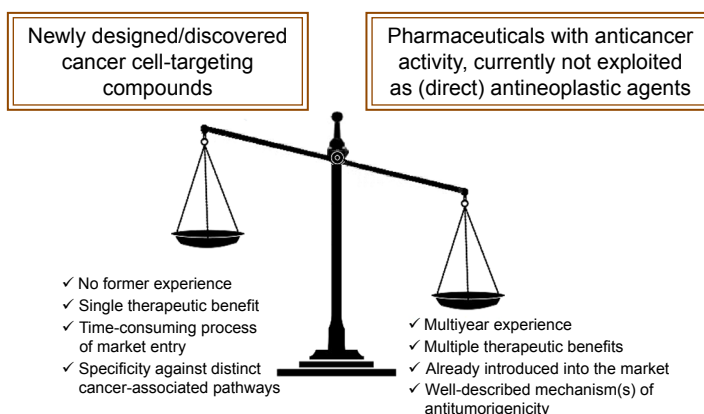 Newly designed/discovered
cancer cell-targeting
compounds
Pharmaceuticals with anticancer
activity, currently not exploited
as (direct) antineoplastic agents
✓ No former experience
✓ Single therapeutic benefit
✓ Time-consuming process
of market entry
✓ Specificity against distinct
cancer-associated pathways
✓ Multiyear experience
✓ Multiple therapeutic benefits
✓ Already introduced into the market
✓ Well-described mechanism(s) of
antitumorigenicity